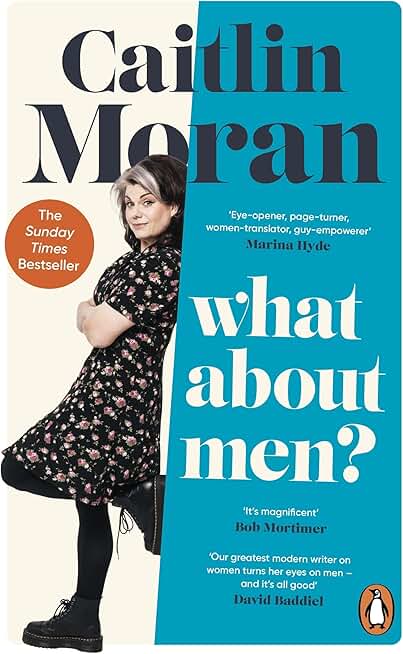 Caitlin
Moran
The
Sunday
Times
Bestseller
‘Eye-opener, page-turner,
women-translator, guy-empowerer’
Marina Hyde
what
about
men?
‘It’s magnificent’
Bob Mortimer
‘Our greatest modern writer on
women turns her eyes on men –
and it’s all good’
David Baddiel